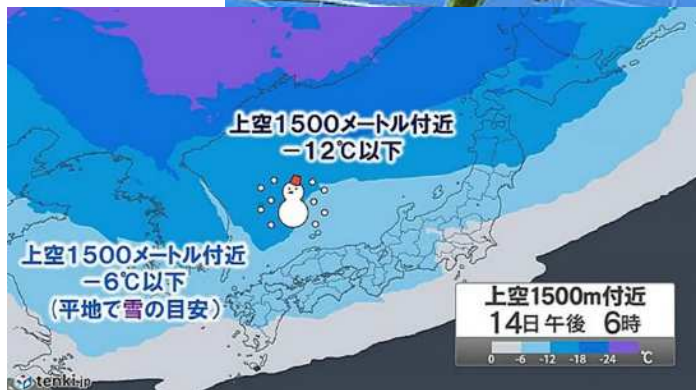 上空1500メートル付近
－12℃以下
上空1500メートル付近
－6℃以下
（平地で雪の目安）
上空1500m付近
14日午後 6時
0 -6 -12 -18 -24 ℃
tenki.jp